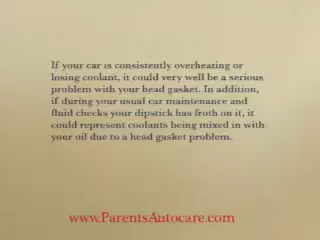 If your car is consistently overheating or
losing coolant, it could very well be a serious
problem with your head gasket. In addition,
if during your usual car maintenance and
fluid checks your dipstick has froth on it, it
could represent coolants being mixed in with
your oil due to a head gasket problem.
www.ParentsAutocare.com